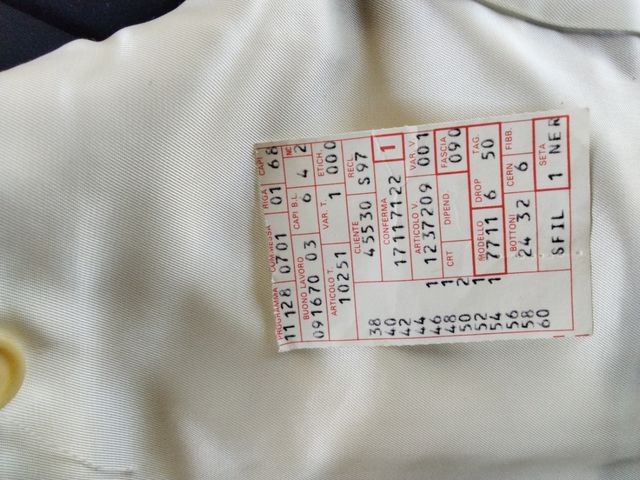 PROGRAMMA COMMESSA RIGA CAPI
11 128 0701 01 68
BUONO LAVORO CAPI B.L. NC
091670 03 6 4 2
ARTICOLO T. VAR. T. ETICH.
10251 1 000
CLIENTE RECL.
45530 S97
CONFERMA 1
17117122
ARTICOLO V. VAR. V.
1237209 001
CRT DIPEND. FASCIA
090
MODELLO DROP TAG.
7711 6 50
BOTTONI CERN FIBB.
24 32 6
SETA
SFIL 1 NER
38
40
42
44
46 1
48 1
50 2
52 1
54 1
56
58
60